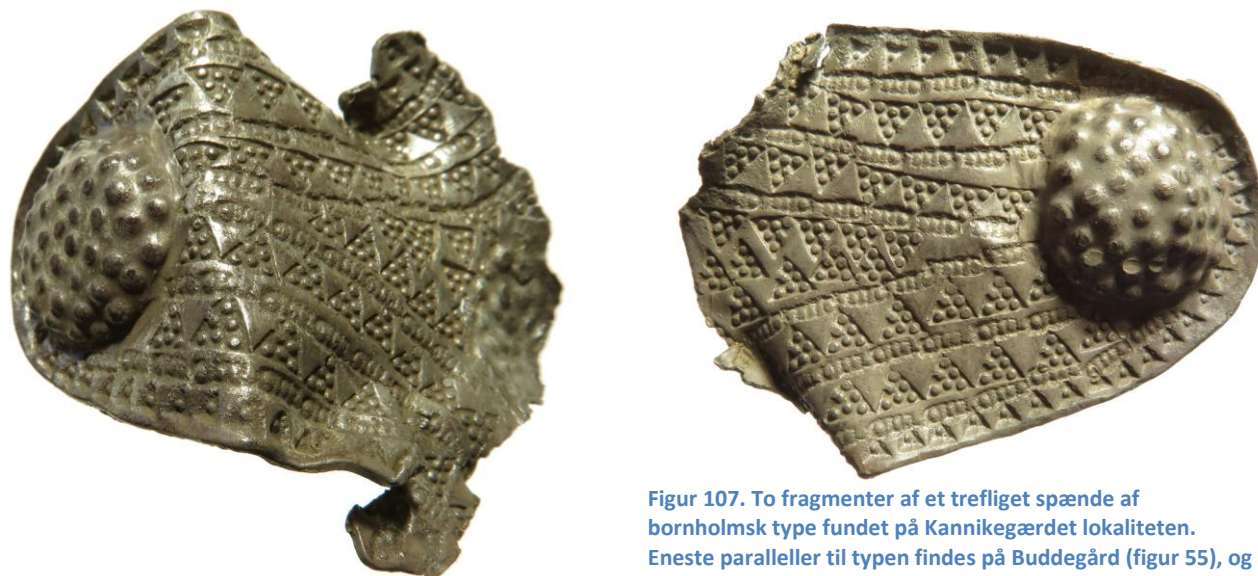 Figur 107. To fragmenter af et trefliget spænde af
bornholmsk type fundet på Kannikegærdet lokaliteten.
Eneste paralleller til typen findes på Buddegård (figur 55), og